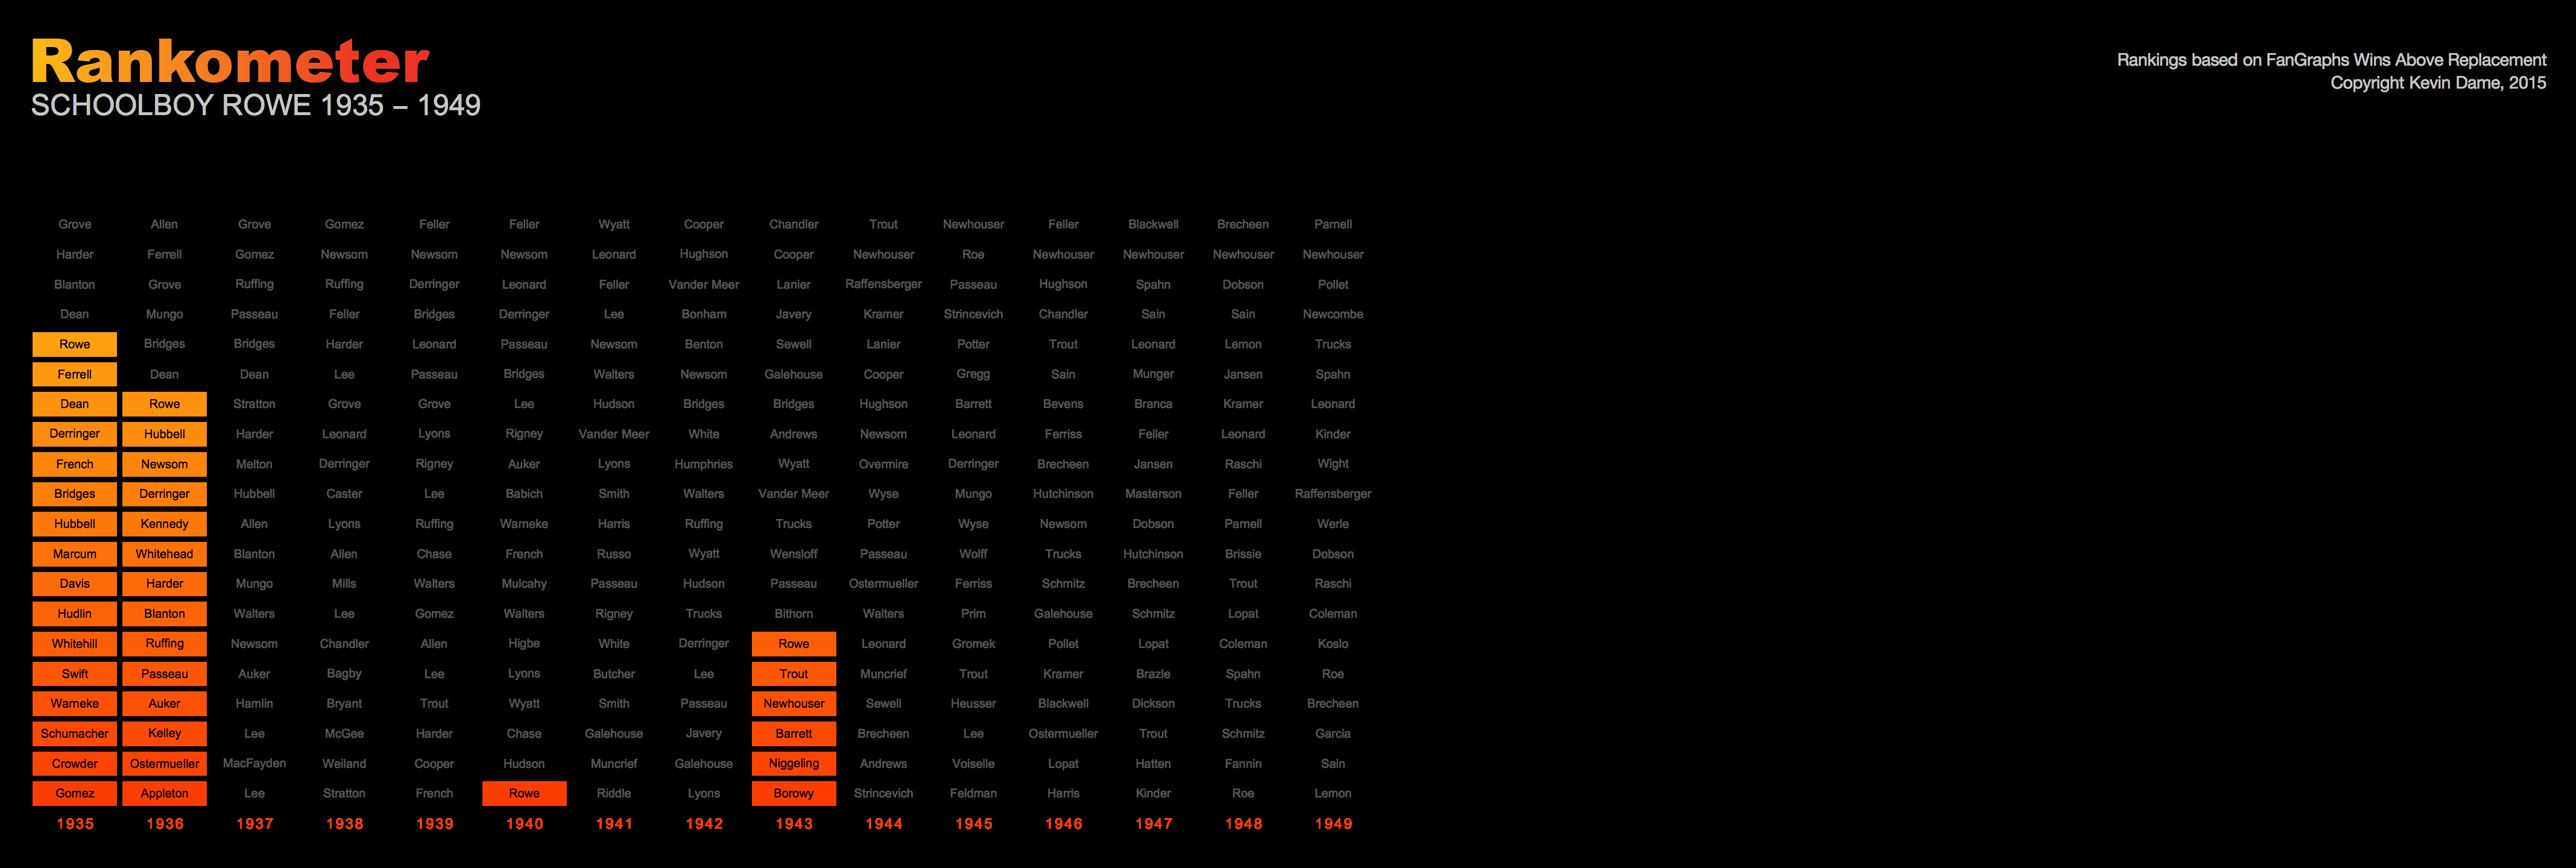 Rankometer
SCHOOLBOY ROWE 1935 – 1949
Rankings based on FanGraphs Wins Above Replacement
Copyright Kevin Dame, 2015
Grove Allen Grove Gomez Feller Feller Wyatt Cooper Chandler Trout Newhouser Feller Blackwell Brecheen Parnell
Harder Ferrell Gomez Newsom Newsom Newsom Leonard Hughson Cooper Newhouser Roe Newhouser Newhouser Newhouser Newhouser
Blanton Grove Ruffing Ruffing Derringer Leonard Feller Vander Meer Lanier Raffensberger Passeau Hughson Spahn Dobson Pollet
Dean Mungo Passeau Feller Bridges Derringer Lee Bonham Javery Kramer Strincevich Chandler Sain Sain Newcombe
Rowe Bridges Bridges Harder Leonard Passeau Newsom Benton Sewell Lanier Potter Trout Leonard Lemon Trucks
Ferrell Dean Dean Lee Passeau Bridges Walters Newsom Galehouse Cooper Gregg Sain Munger Jansen Spahn
Dean Rowe Stratton Grove Grove Lee Hudson Bridges Bridges Hughson Barrett Bevens Branca Kramer Leonard
Derringer Hubbell Harder Leonard Lyons Rigney Vander Meer White Andrews Newsom Leonard Ferriss Feller Leonard Kinder
French Newsom Melton Derringer Rigney Auker Lyons Humphries Wyatt Overmire Derringer Brecheen Jansen Raschi Wight
Bridges Derringer Hubbell Caster Lee Babich Smith Walters Vander Meer Wyse Mungo Hutchinson Masterson Feller Raffensberger
Hubbell Kennedy Allen Lyons Ruffing Warneke Harris Ruffing Trucks Potter Wyse Newsom Dobson Parnell Werle
Marcum Whitehead Blanton Allen Chase French Russo Wyatt Wensloff Passeau Wolff Trucks Hutchinson Brissie Dobson
Davis Harder Mungo Mills Walters Mulcahy Passeau Hudson Passeau Ostermueller Ferriss Schmitz Brecheen Trout Raschi
Hudlin Blanton Walters Lee Gomez Walters Rigney Trucks Bithorn Walters Prim Galehouse Schmitz Lopat Coleman
Whitehill Ruffing Newsom Chandler Allen Higbe White Derringer Rowe Leonard Gromek Pollet Lopat Coleman Koslo
Swift Passeau Auker Bagby Lee Lyons Butcher Lee Trout Muncrief Trout Kramer Brazle Spahn Roe
Warneke Auker Hamlin Bryant Trout Wyatt Smith Passeau Newhouser Sewell Heusser Blackwell Dickson Trucks Brecheen
Schumacher Kelley Lee McGee Harder Chase Galehouse Javery Barrett Brecheen Lee Ostermueller Trout Schmitz Garcia
Crowder Ostermueller MacFayden Weiland Cooper Hudson Muncrief Galehouse Niggeling Andrews Voiselle Lopat Hatten Fannin Sain
Gomez Appleton Lee Stratton French Rowe Riddle Lyons Borowy Strincevich Feldman Harris Kinder Roe Lemon
1935 1936 1937 1938 1939 1940 1941 1942 1943 1944 1945 1946 1947 1948 1949